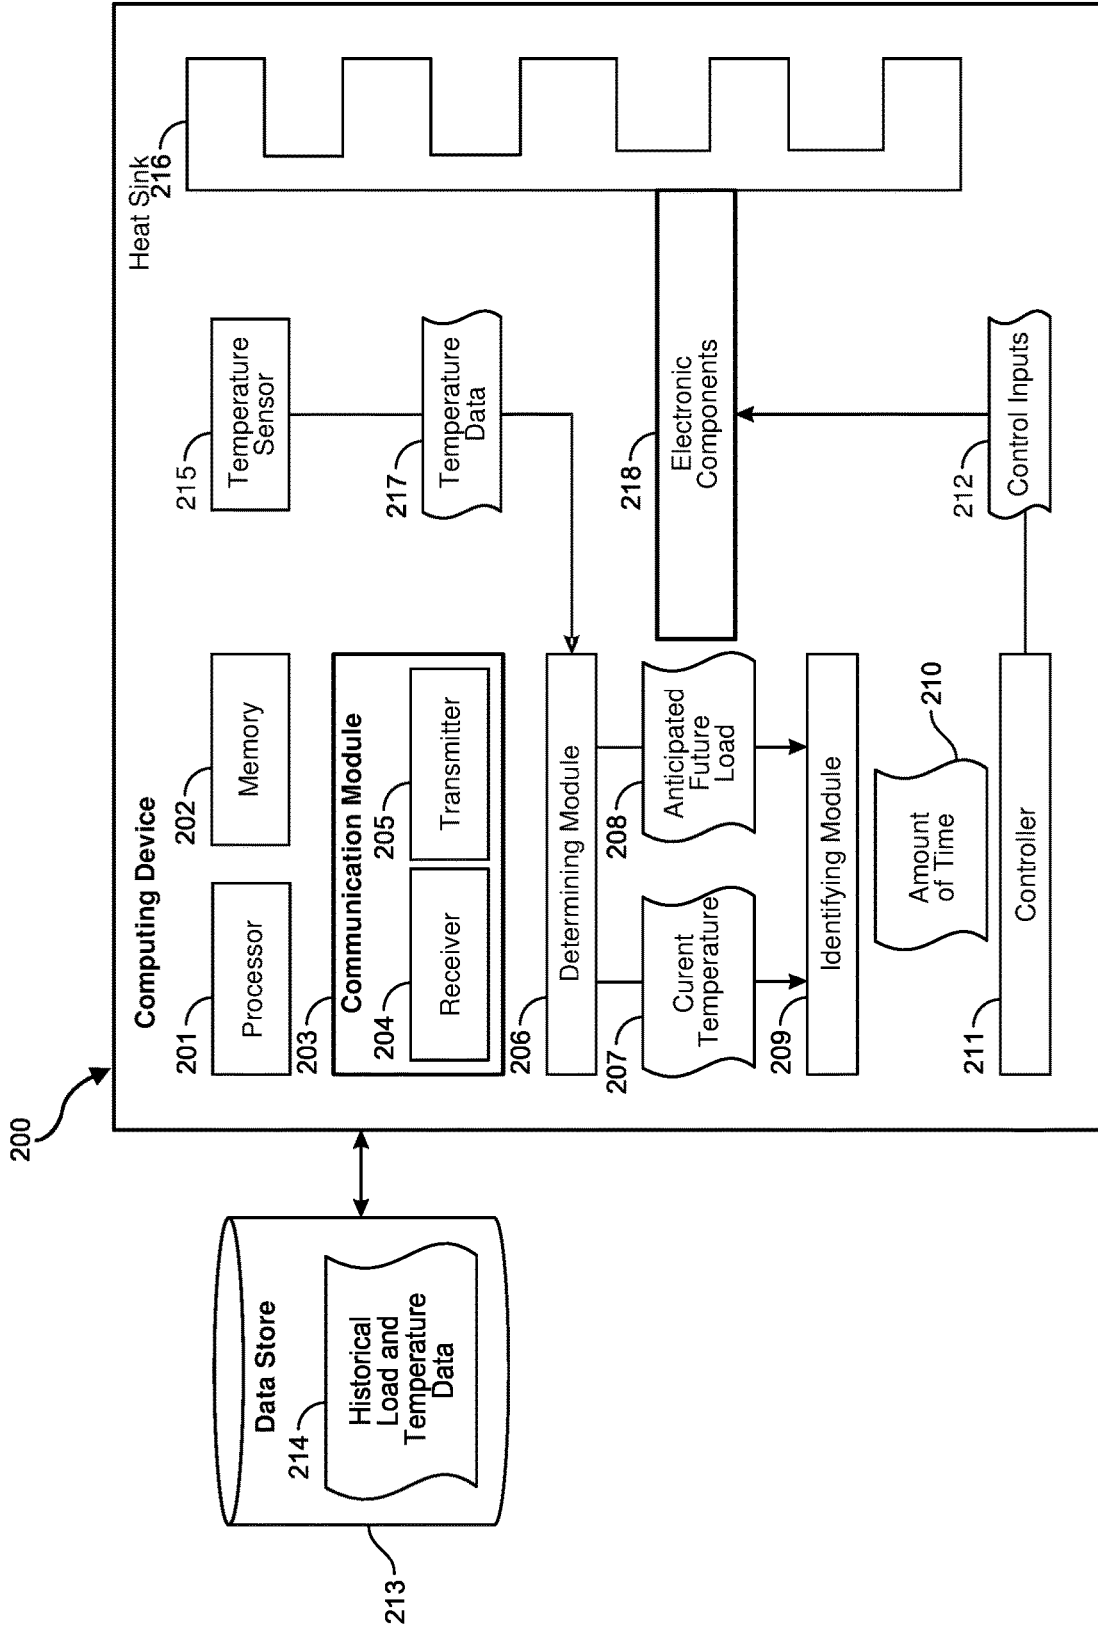 200
Computing Device
Heat Sink
216
201
Processor
202
Memory
215
Temperature
Sensor
203
Communication Module
204
Receiver
205
Transmitter
217
Temperature
Data
206
Determining Module
207
Curent
Temperature
208
Anticipated
Future
Load
218
Electronic
Components
209
Identifying Module
Amount
of Time
210
211
Controller
212
Control Inputs
Data Store
214
Historical
Load and
Temperature
Data
213